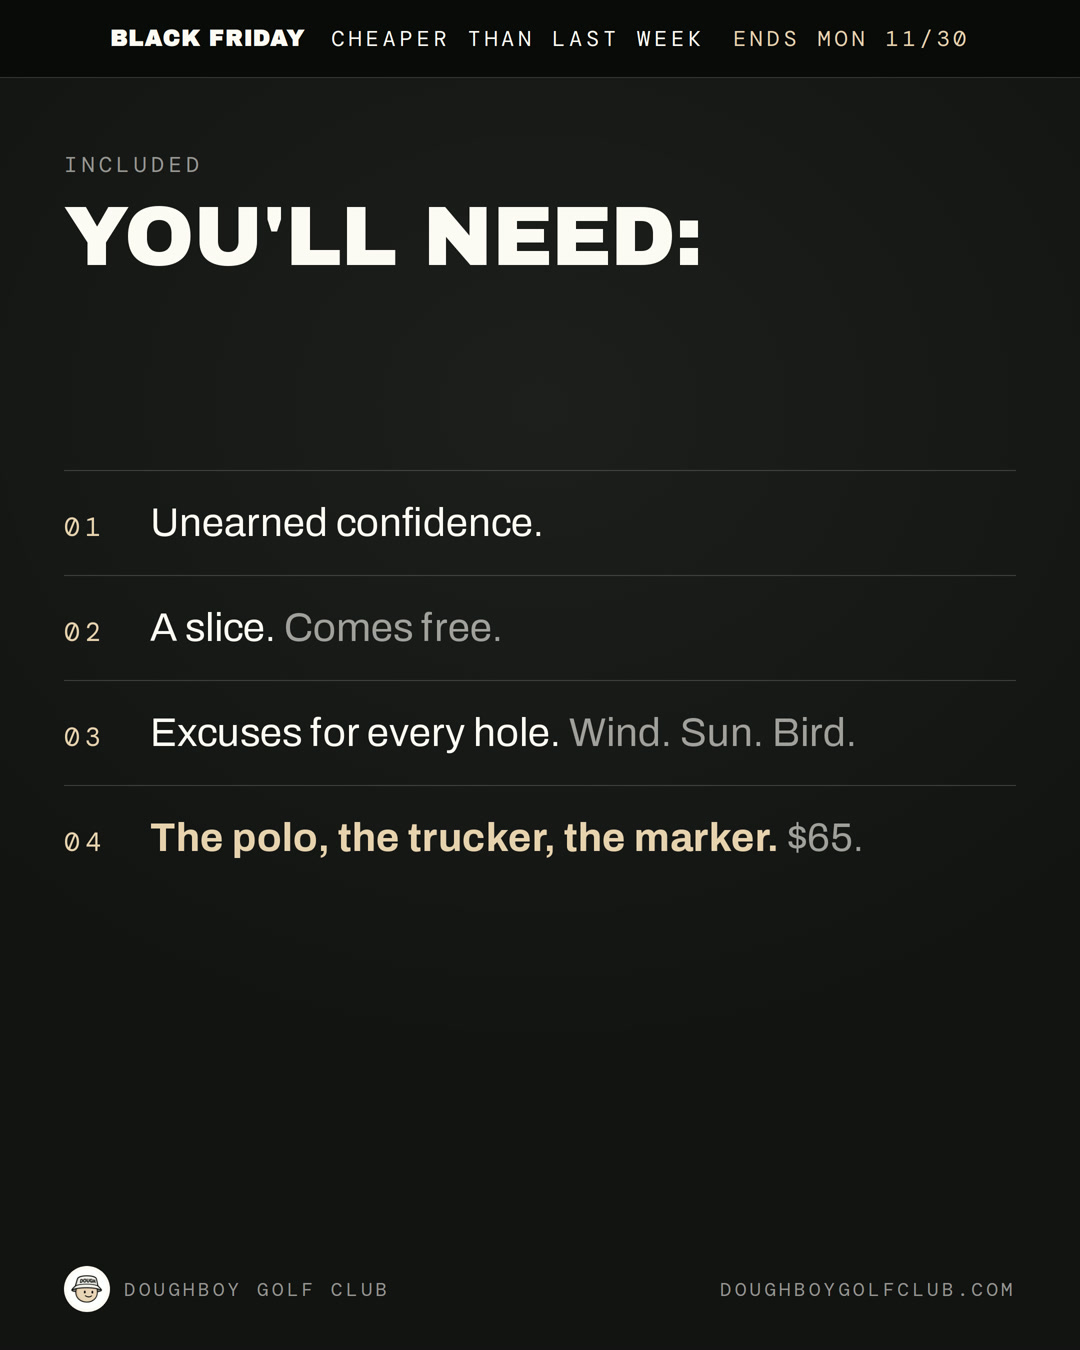 BLACK FRIDAY CHEAPER THAN LAST WEEK ENDS MON 11/30
INCLUDED
YOU'LL NEED:
01 Unearned confidence.
02 A slice. Comes free.
03 Excuses for every hole. Wind. Sun. Bird.
04 The polo, the trucker, the marker. $65.
DOUGH
DOUGHBOY GOLF CLUB
DOUGHBOYGOLFCLUB.COM